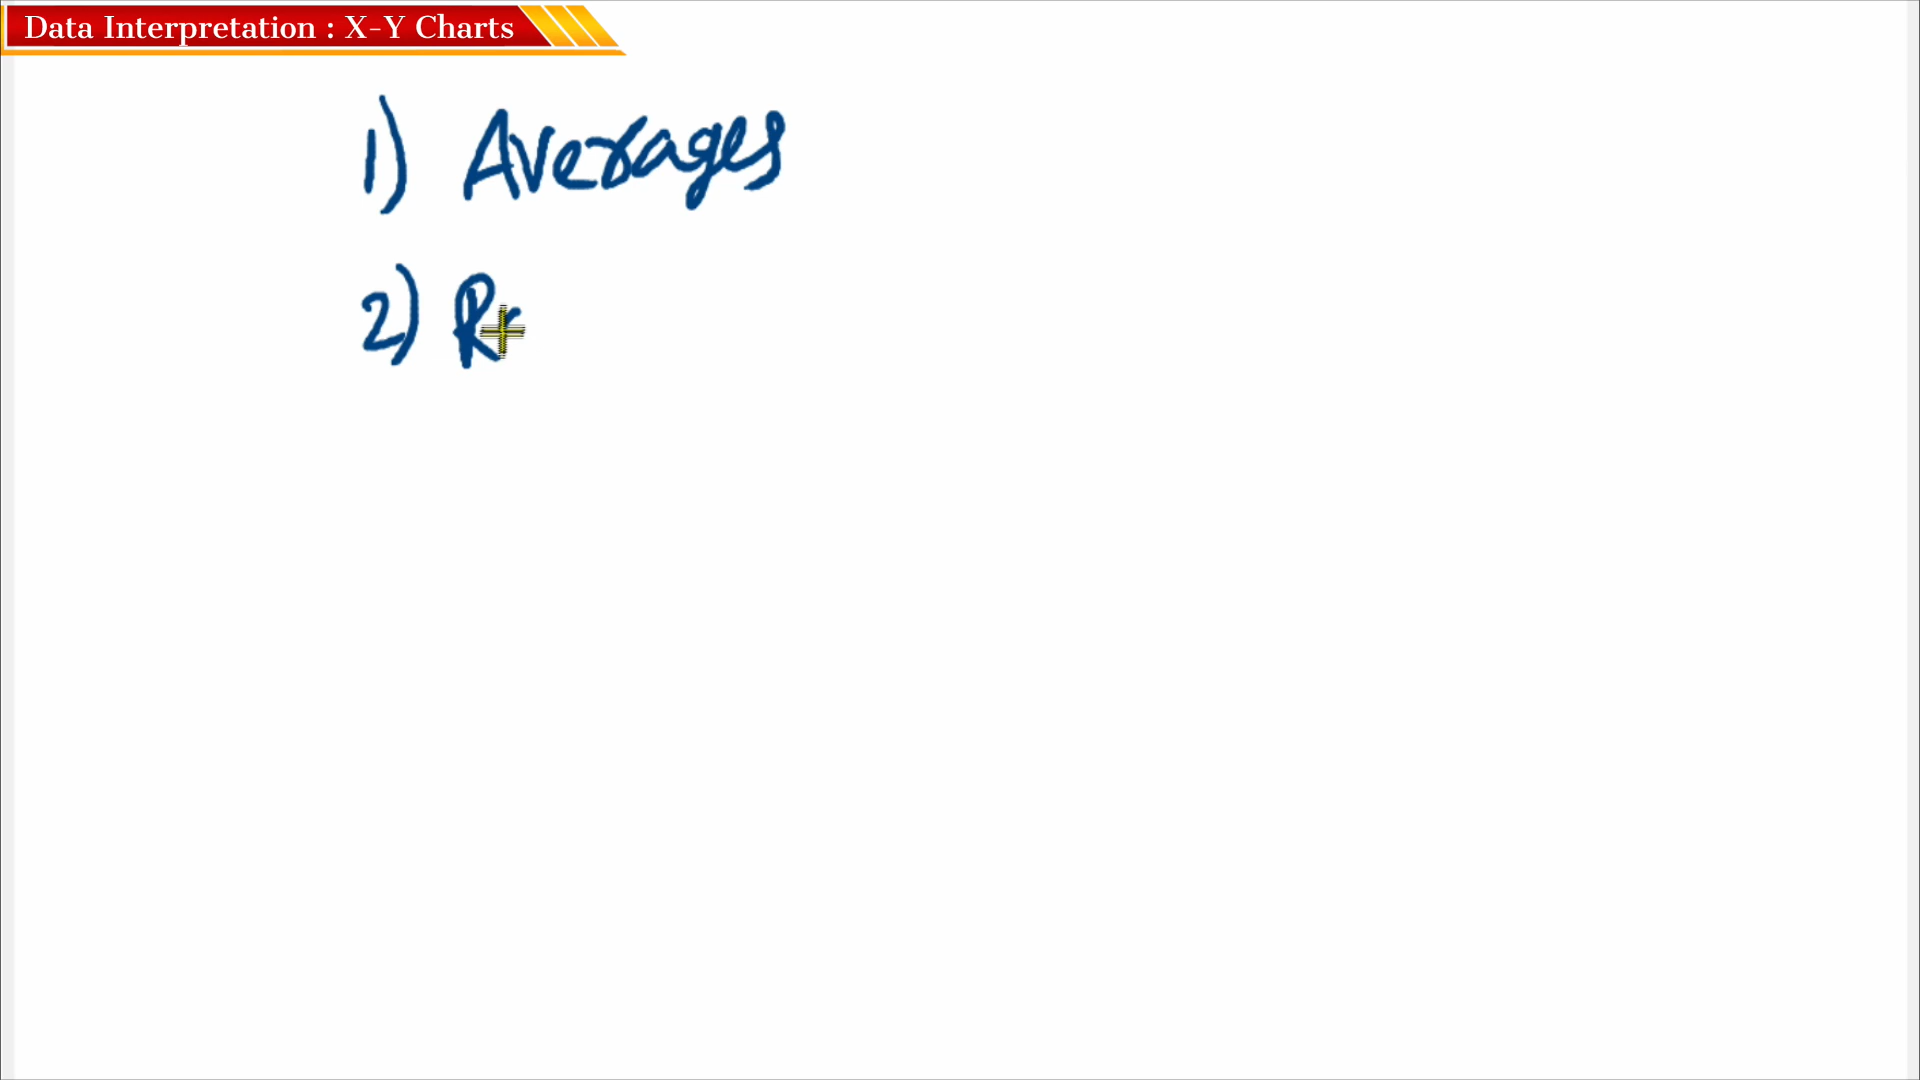 Data Interpretation : X-Y Charts
1) Averages
2) R